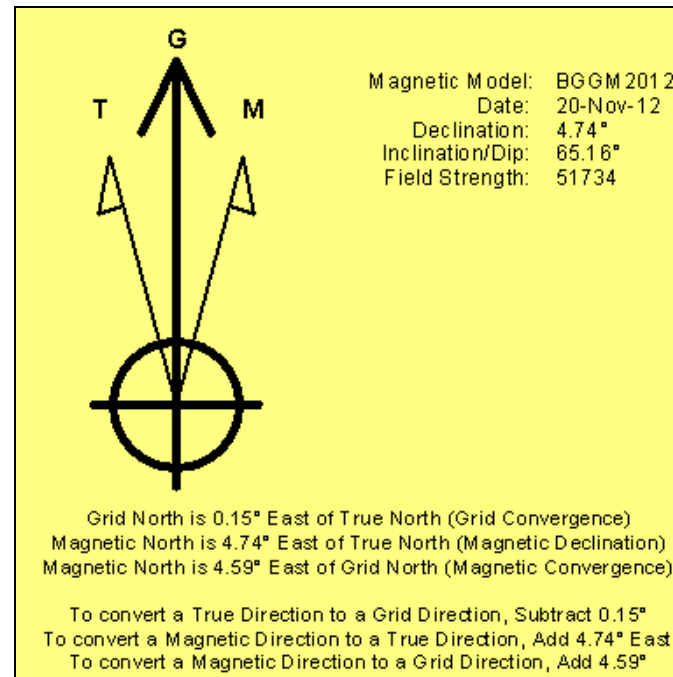 G
T M
Magnetic Model: BGGM2012
Date: 20-Nov-12
Declination: 4.74°
Inclination/Dip: 65.16°
Field Strength: 51734
Grid North is 0.15° East of True North (Grid Convergence)
Magnetic North is 4.74° East of True North (Magnetic Declination)
Magnetic North is 4.59° East of Grid North (Magnetic Convergence)
To convert a True Direction to a Grid Direction, Subtract 0.15°
To convert a Magnetic Direction to a True Direction, Add 4.74° East
To convert a Magnetic Direction to a Grid Direction, Add 4.59°